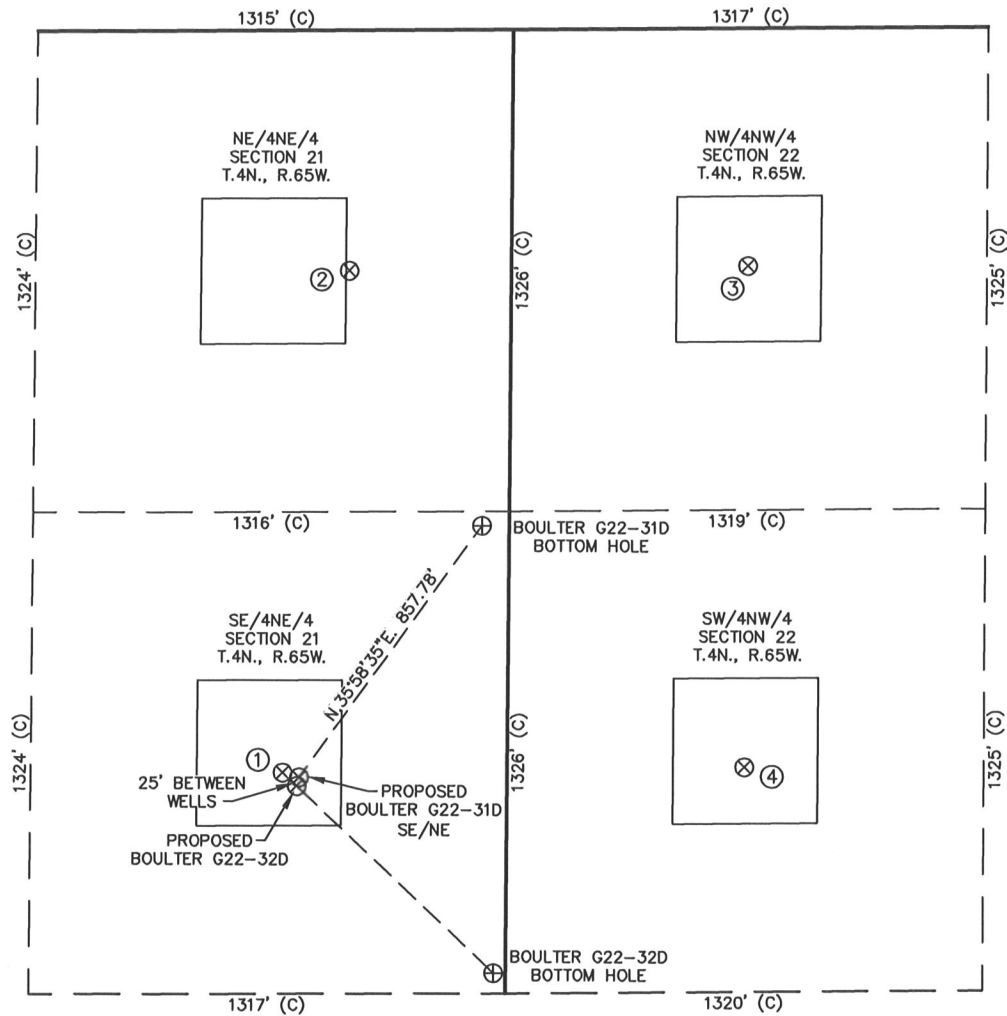 1315' (C)
1317' (C)
NE/4NE/4
SECTION 21
T.4N., R.65W.
NW/4NW/4
SECTION 22
T.4N., R.65W.
1324' (C)
2
1326' (C)
3
1325' (C)
1316' (C)
1319' (C)
BOULTER G22-31D
BOTTOM HOLE
N.35°58'35"E. 857.78'
SE/4NE/4
SECTION 21
T.4N., R.65W.
SW/4NW/4
SECTION 22
T.4N., R.65W.
1324' (C)
1
25' BETWEEN
WELLS
PROPOSED
BOULTER G22-31D
SE/NE
PROPOSED
BOULTER G22-32D
1326' (C)
4
1325' (C)
BOULTER G22-32D
BOTTOM HOLE
1317' (C)
1320' (C)